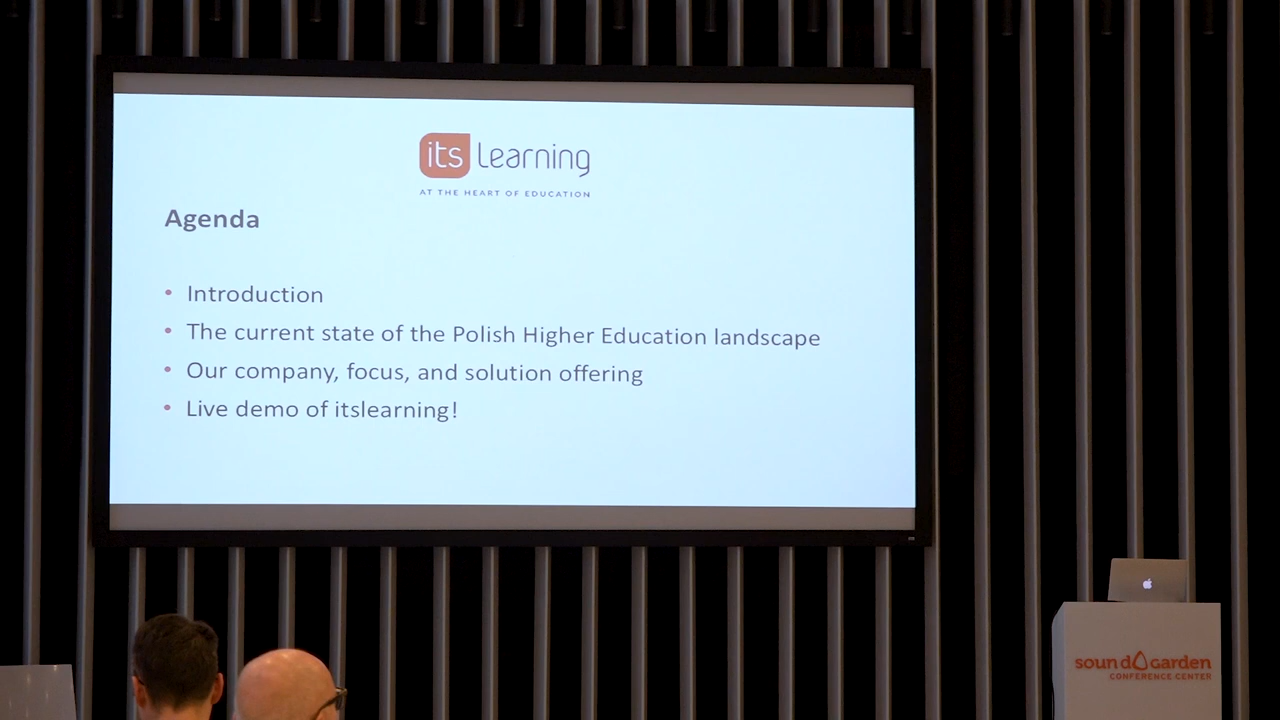 its learning
AT THE HEART OF EDUCATION
Agenda
• Introduction
• The current state of the Polish Higher Education landscape
• Our company, focus, and solution offering
• Live demo of itslearning!
sound garden
CONFERENCE CENTER